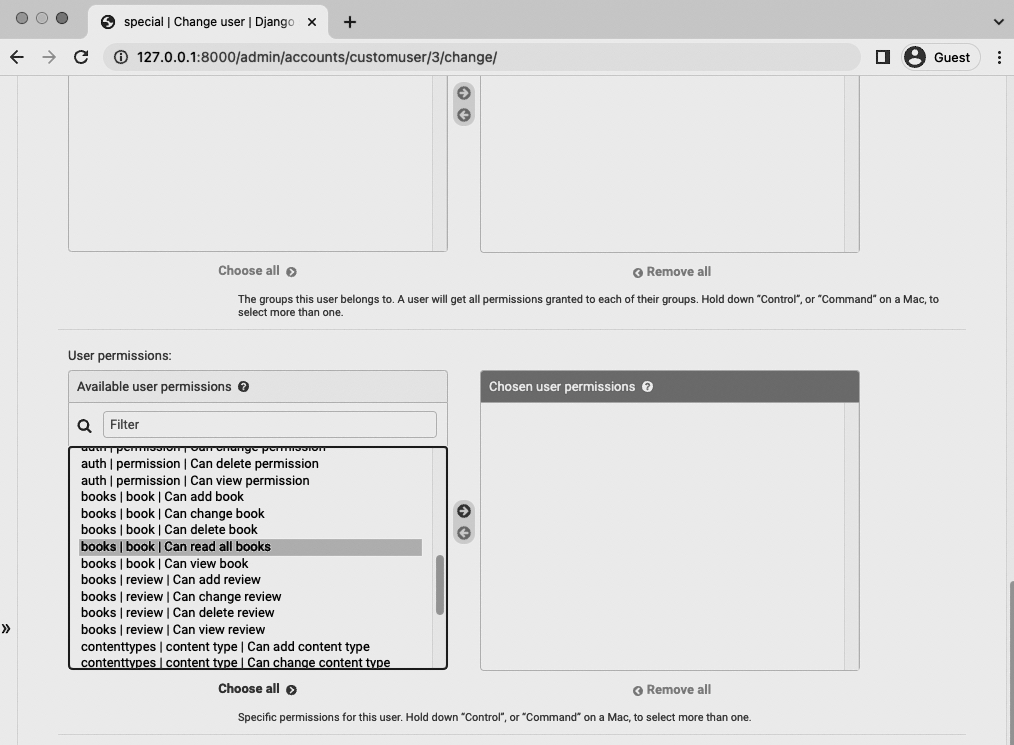 special | Change user | Django
127.0.0.1:8000/admin/accounts/customuser/3/change/
Guest
Choose all
Remove all
The groups this user belongs to. A user will get all permissions granted to each of their groups. Hold down “Control”, or “Command” on a Mac, to
select more than one.
User permissions:
Available user permissions
Chosen user permissions
Filter
auth | permission | Can change permission
auth | permission | Can delete permission
auth | permission | Can view permission
books | book | Can add book
books | book | Can change book
books | book | Can delete book
books | book | Can read all books
books | book | Can view book
books | review | Can add review
books | review | Can change review
books | review | Can delete review
books | review | Can view review
contenttypes | content type | Can add content type
contenttypes | content type | Can change content type
Choose all
Remove all
Specific permissions for this user. Hold down “Control”, or “Command” on a Mac, to select more than one.